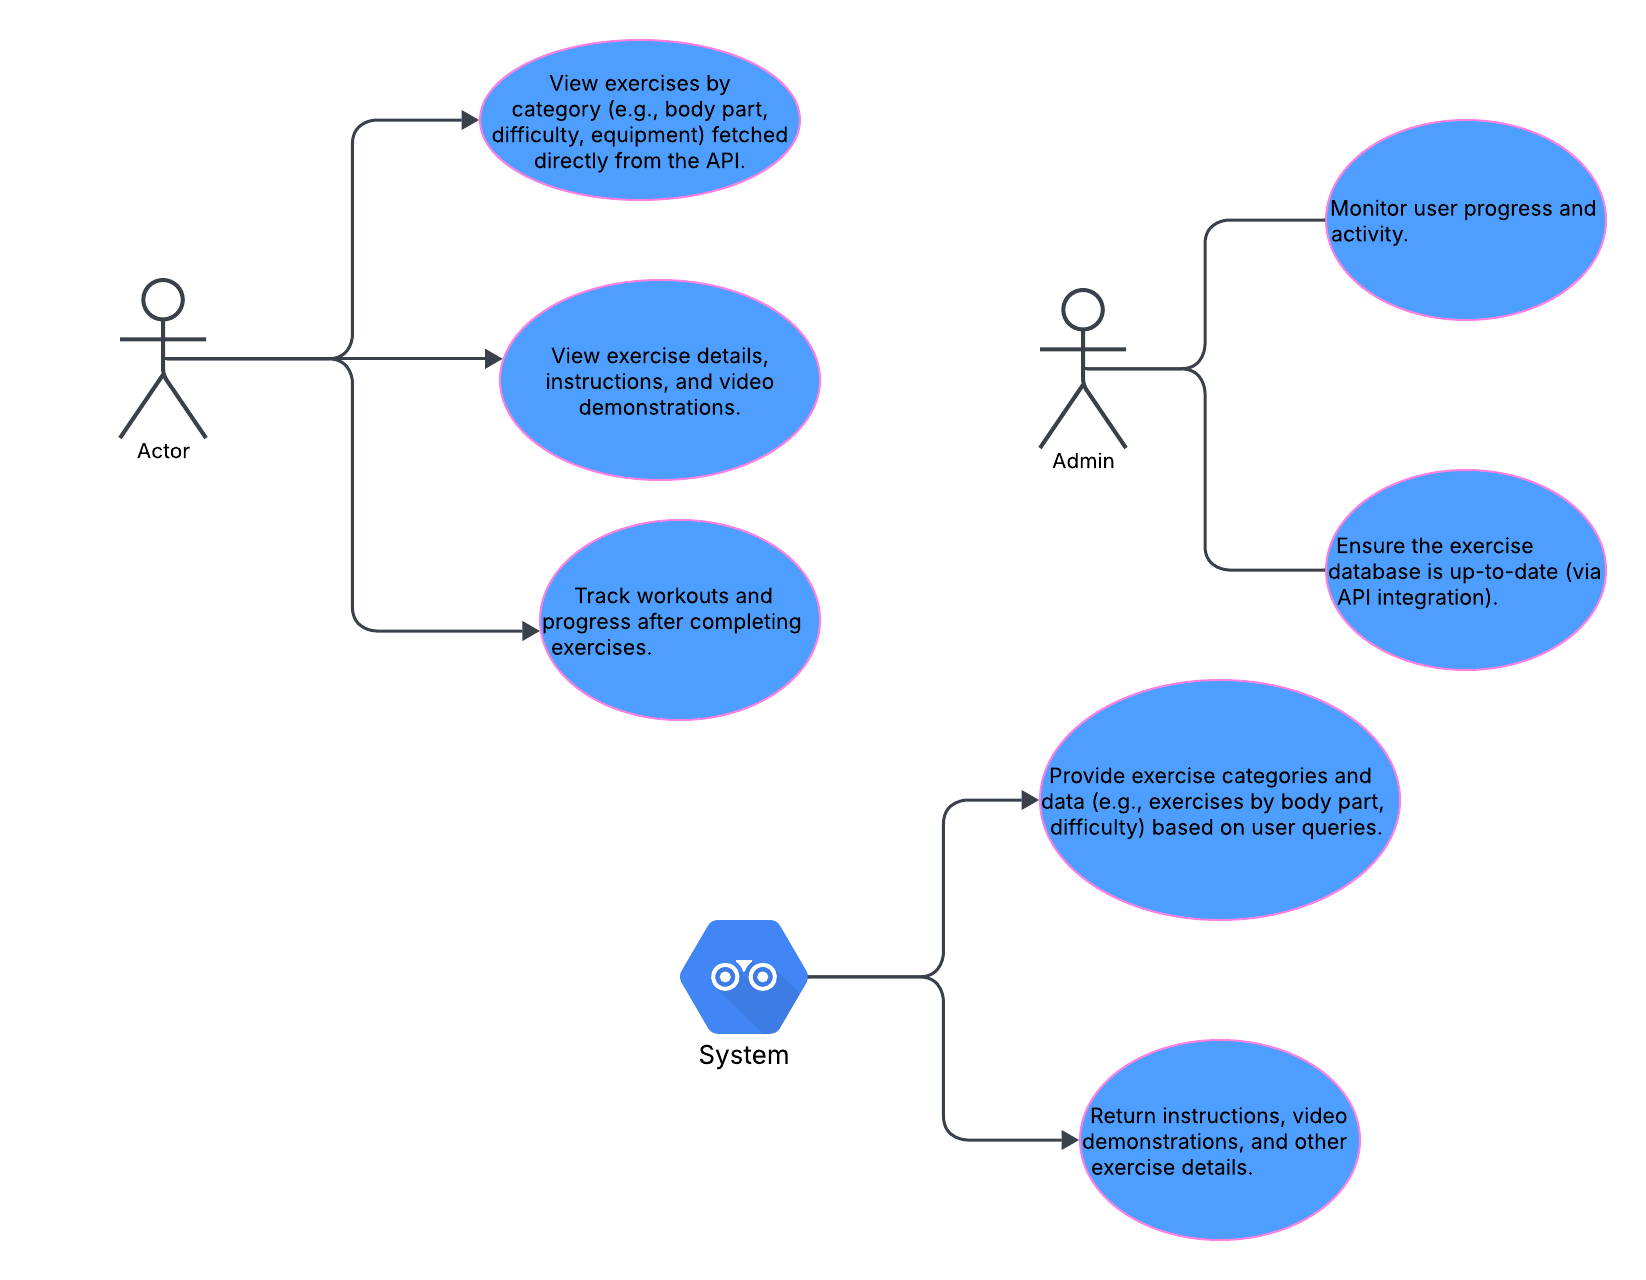 View exercises by
category (e.g., body part,
difficulty, equipment) fetched
directly from the API.
View exercise details,
instructions, and video
demonstrations.
Actor
Track workouts and
progress after completing
exercises.
Monitor user progress and
activity.
Admin
Ensure the exercise
database is up-to-date (via
API integration).
Provide exercise categories and
data (e.g., exercises by body part,
difficulty) based on user queries.
System
Return instructions, video
demonstrations, and other
exercise details.